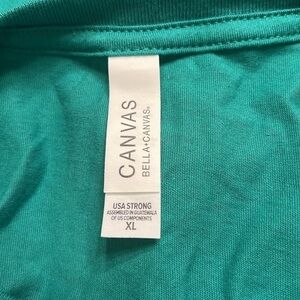 CANVAS
BELLA+CANVAS®
USA STRONG
ASSEMBLED IN GUATEMALA
OF US COMPONENTS
XL